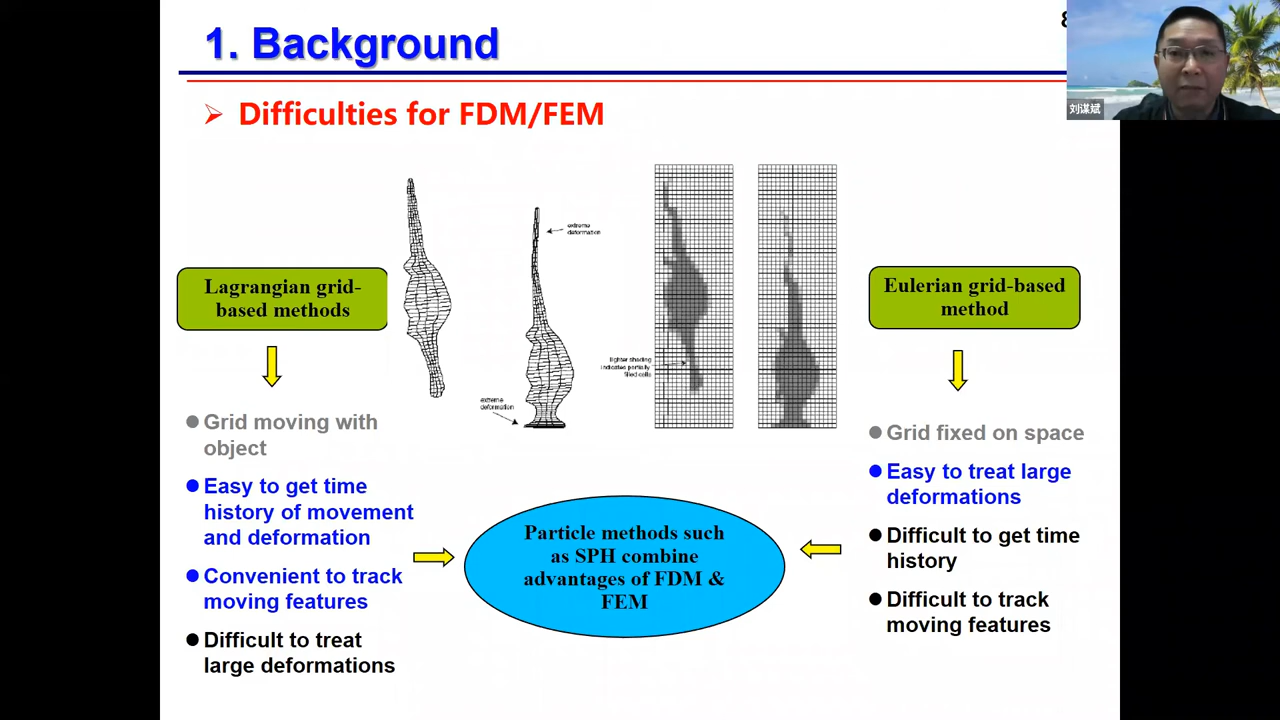 1. Background
8
刘谋斌
Difficulties for FDM/FEM
extreme
deformation
Lagrangian grid-
based methods
Eulerian grid-based
method
lighter shading
indicates partially
filled cells
extreme
deformation
Grid moving with
object
Easy to get time
history of movement
and deformation
Convenient to track
moving features
Difficult to treat
large deformations
Particle methods such
as SPH combine
advantages of FDM &
FEM
Grid fixed on space
Easy to treat large
deformations
Difficult to get time
history
Difficult to track
moving features